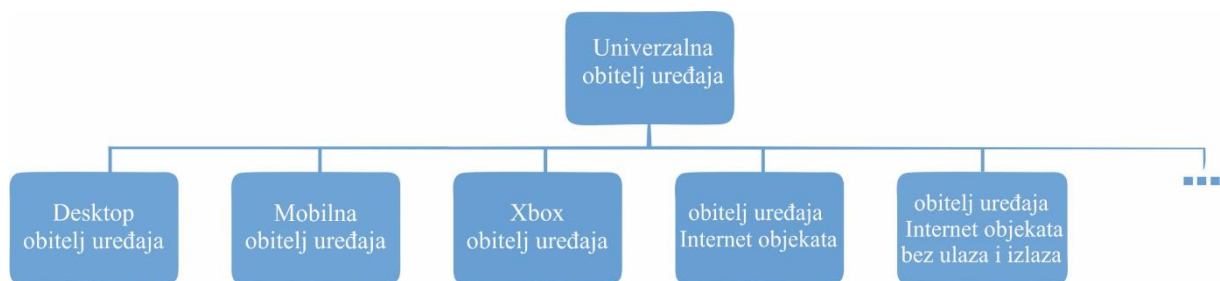 Univerzalna
obitelj uređaja
Desktop
obitelj uređaja
Mobilna
obitelj uređaja
Xbox
obitelj uređaja
obitelj uređaja
Internet objekata
obitelj uređaja
Internet objekata
bez ulaza i izlaza